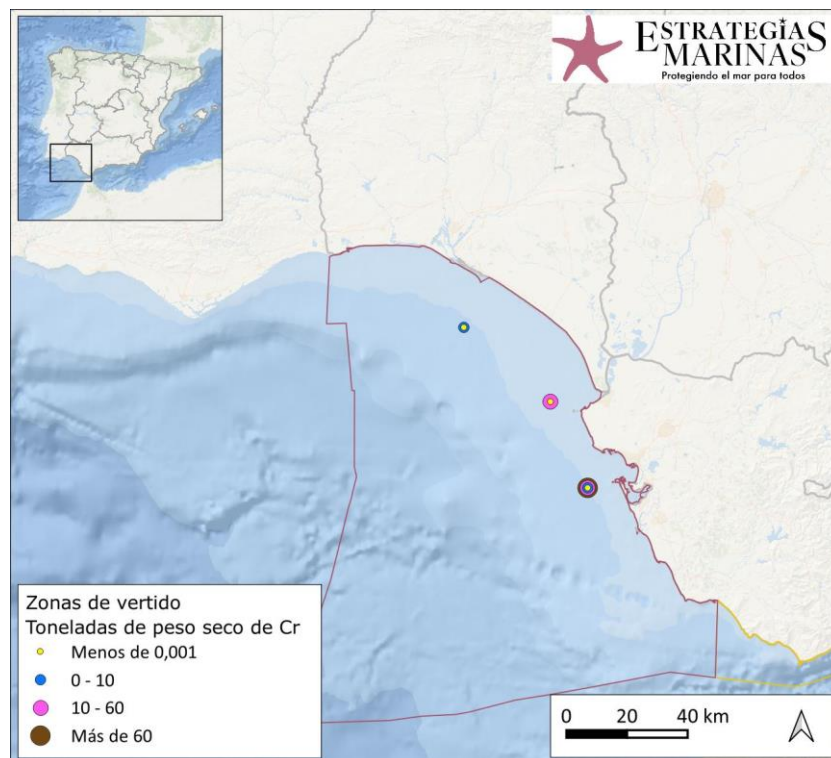 ESTRATEGIAS
MARINAS
Protegiendo el mar para todos
Zonas de vertido
Toneladas de peso seco de Cr
Menos de 0,001
0 - 10
10 - 60
Más de 60
0 20 40 km